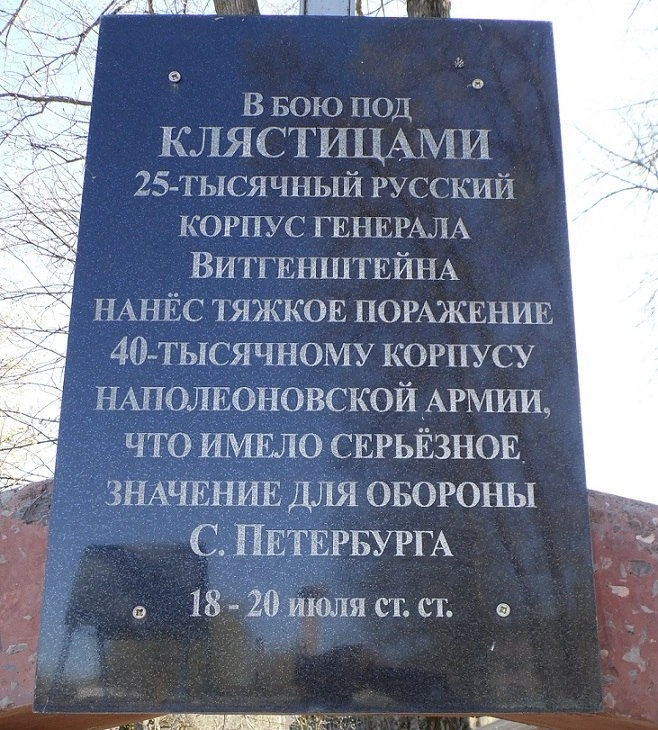 В БОЮ ПОД
КЛЯСТИЦАМИ
25-ТЫСЯЧНЫЙ РУССКИЙ
КОРПУС ГЕНЕРАЛА
ВИТГЕНШТЕЙНА
НАНЁС ТЯЖКОЕ ПОРАЖЕНИЕ
40-ТЫСЯЧНОМУ КОРПУСУ
НАПОЛЕОНОВСКОЙ АРМИИ,
ЧТО ИМЕЛО СЕРЬЁЗНОЕ
ЗНАЧЕНИЕ ДЛЯ ОБОРОНЫ
С. ПЕТЕРБУРГА
18 - 20 июля ст. ст.